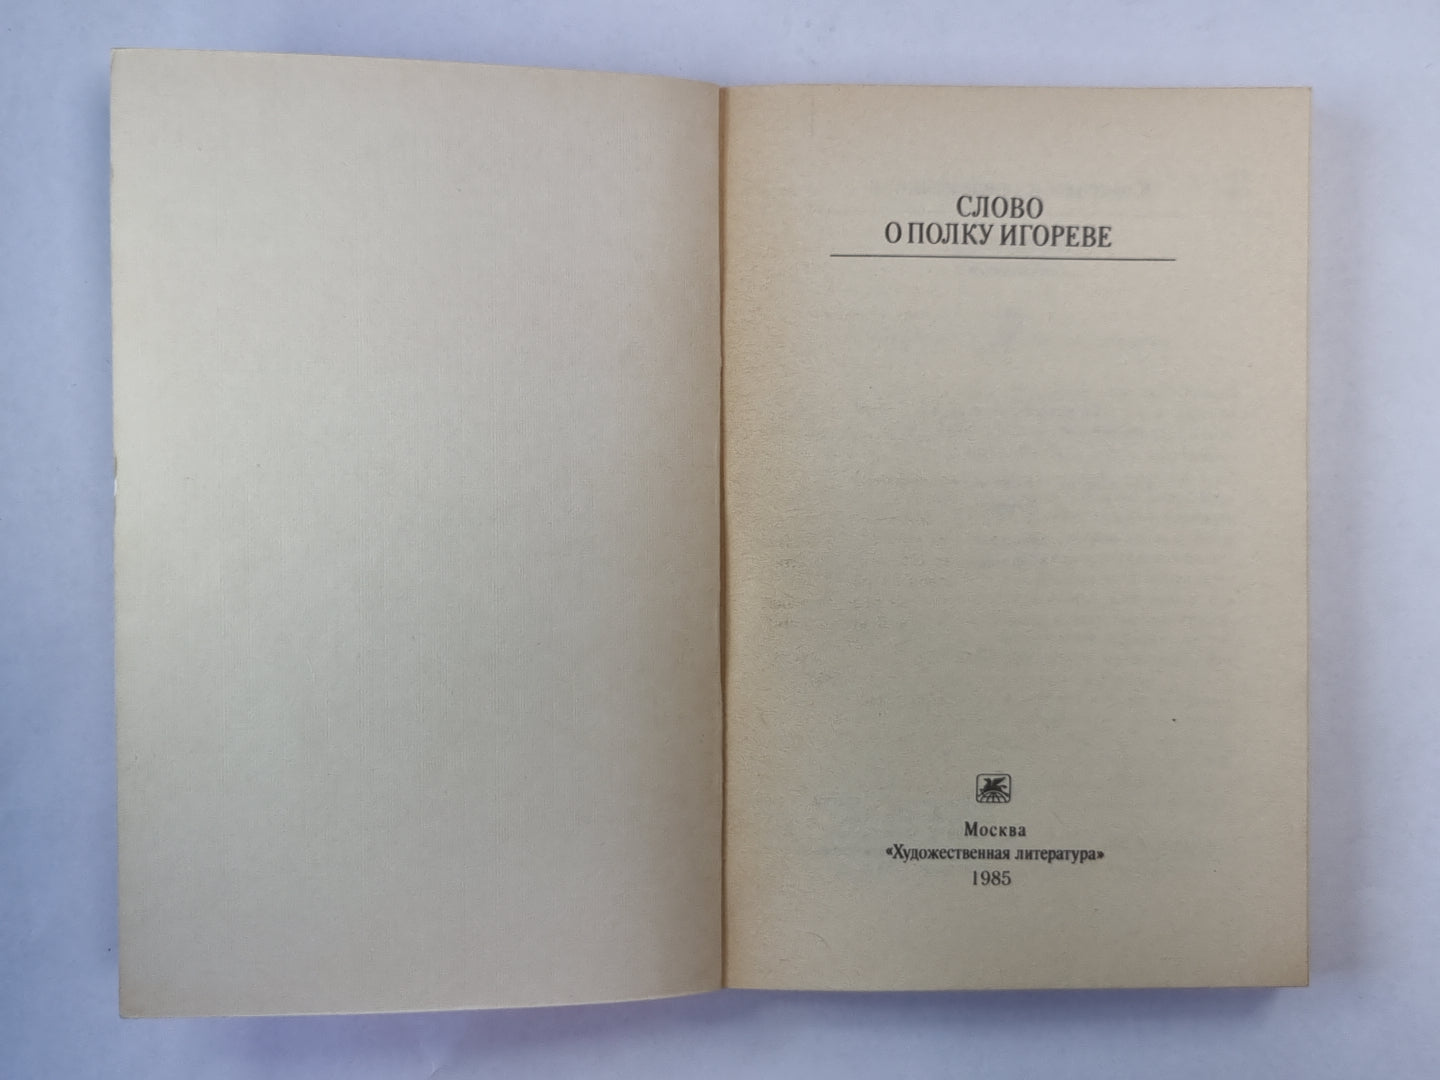 СЛОВО
О ПОЛКУ ИГОРЕВЕ
Москва
«Художественная литература»
1985